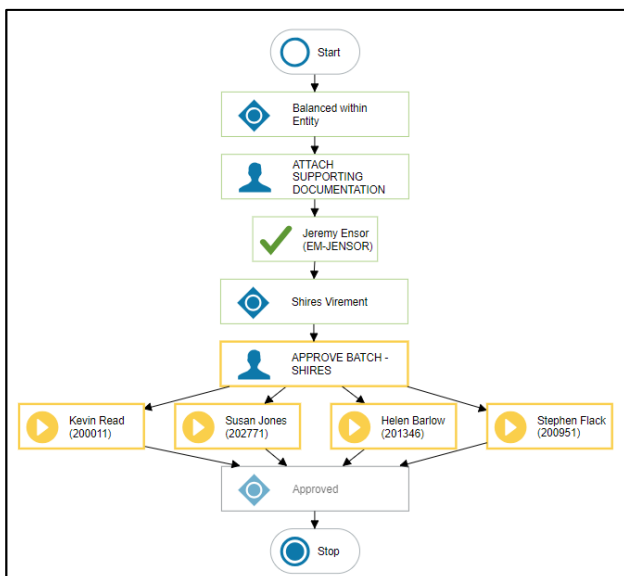 Start
Balanced within
Entity
ATTACH
SUPPORTING
DOCUMENTATION
Jeremy Ensor
(EM-JENSOR)
Shires Virement
APPROVE BATCH -
SHIRES
Kevin Read
(200011)
Susan Jones
(202771)
Helen Barlow
(201346)
Stephen Flack
(200951)
Approved
Stop